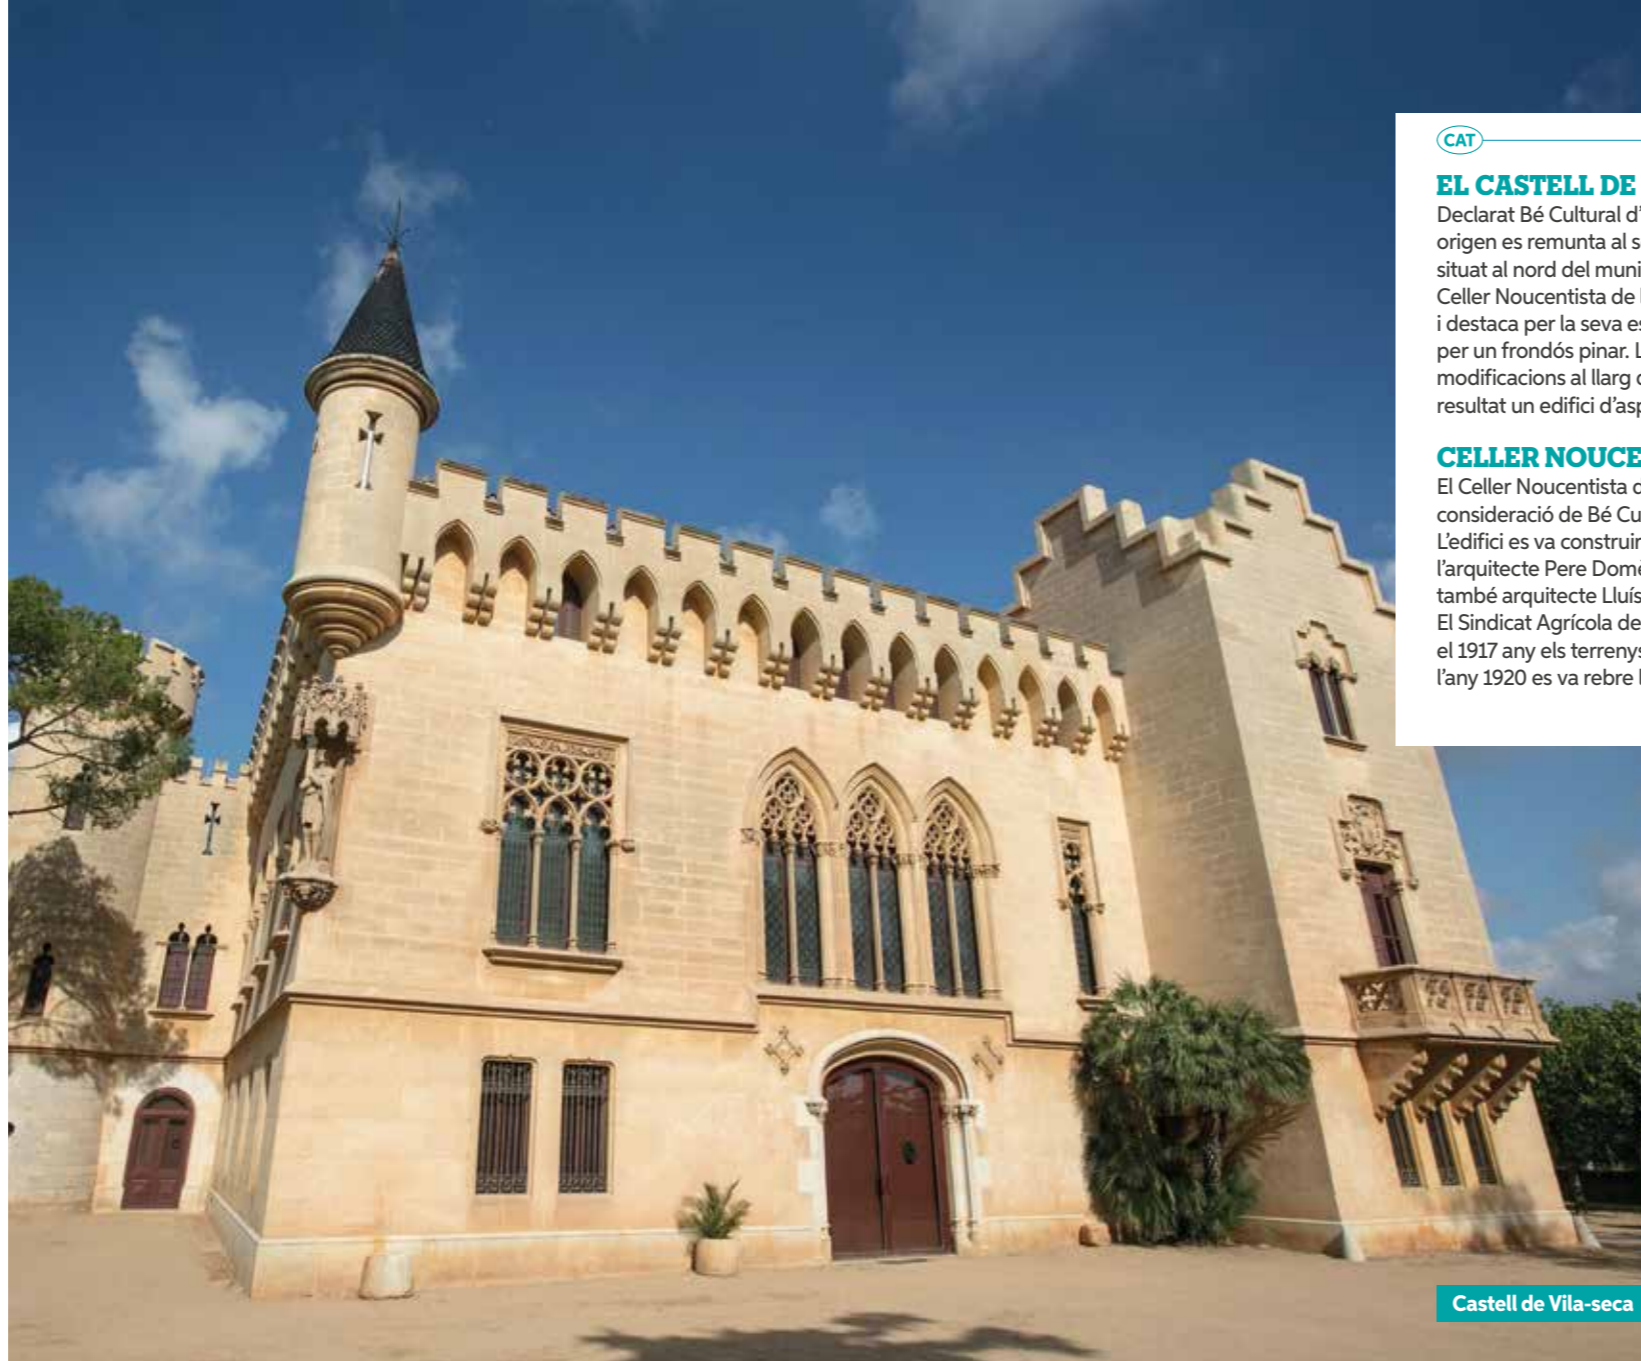 CAT
EL CASTELL DE
Declarat Bé Cultural d'
origen es remunta al s
situat al nord del muni
Celler Noucentista de
i destaca per la seva es
per un frondós pinar. L
modificacions al llarg
resultat un edifici d'asp
CELLER NOUCE
El Celler Noucentista
consideració de Bé Cu
L'edifici es va construir
l'arquitecte Pere Domè
també arquitecte Lluís
El Sindicat Agrícola de
el 1917 any els terrenys
l'any 1920 es va rebre l
Castell de Vila-seca